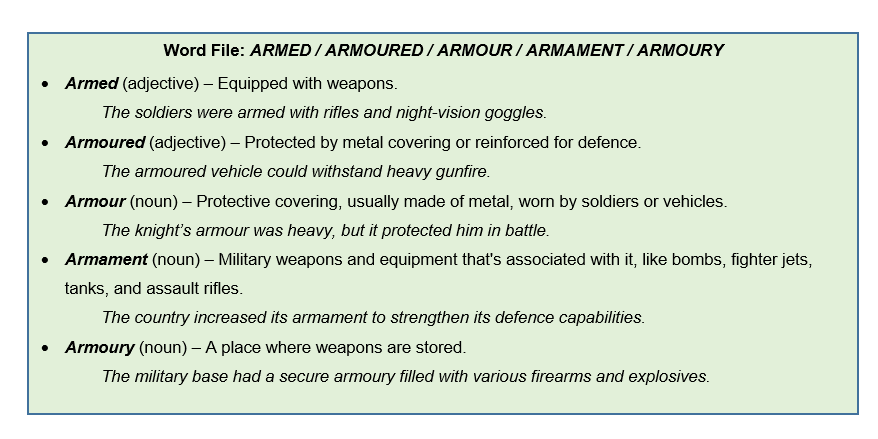 Word File: ARMED / ARMOURED / ARMOUR / ARMAMENT / ARMOURY
• Armed (adjective) – Equipped with weapons.
The soldiers were armed with rifles and night-vision goggles.
• Armoured (adjective) – Protected by metal covering or reinforced for defence.
The armoured vehicle could withstand heavy gunfire.
• Armour (noun) – Protective covering, usually made of metal, worn by soldiers or vehicles.
The knight’s armour was heavy, but it protected him in battle.
• Armament (noun) – Military weapons and equipment that's associated with it, like bombs, fighter jets,
tanks, and assault rifles.
The country increased its armament to strengthen its defence capabilities.
• Armoury (noun) – A place where weapons are stored.
The military base had a secure armoury filled with various firearms and explosives.